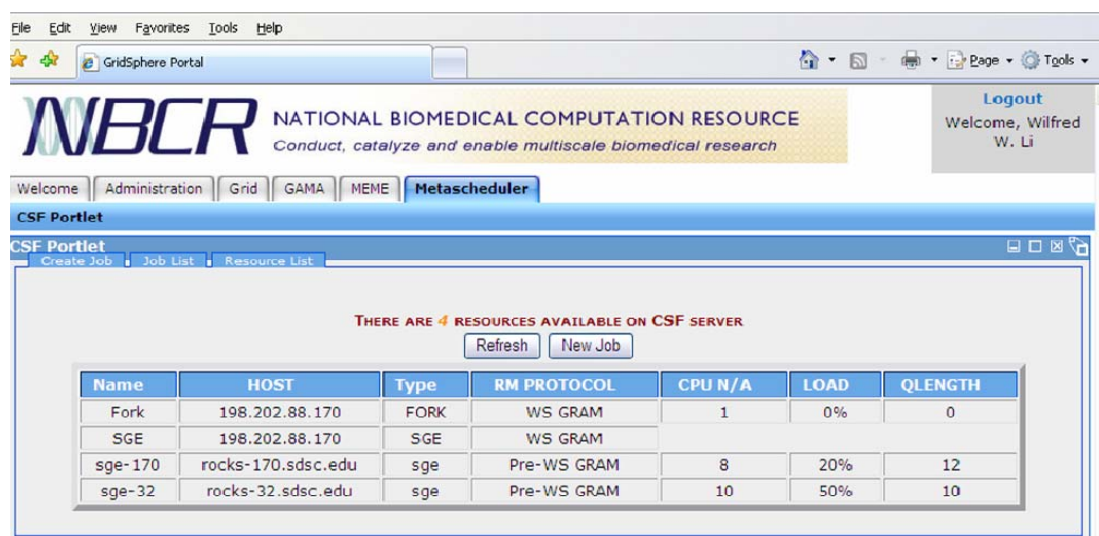 File Edit View Favorites Tools Help
GridSphere Portal
Page Tools
NBCR
NATIONAL BIOMEDICAL COMPUTATION RESOURCE
Conduct, catalyze and enable multiscale biomedical research
Logout
Welcome, Wilfred
W. Li
Welcome Administration Grid GAMA MEME Metascheduler
CSF Portlet
CSF Portlet
Create Job Job List Resource List
THERE ARE 4 RESOURCES AVAILABLE ON CSF SERVER
Refresh New Job
Name HOST Type RM PROTOCOL CPU N/A LOAD QLENGTH
Fork 198.202.88.170 FORK WS GRAM 1 0% 0
SGE 198.202.88.170 SGE WS GRAM
sge-170 rocks-170.sdsc.edu sge Pre-WS GRAM 8 20% 12
sge-32 rocks-32.sdsc.edu sge Pre-WS GRAM 10 50% 10